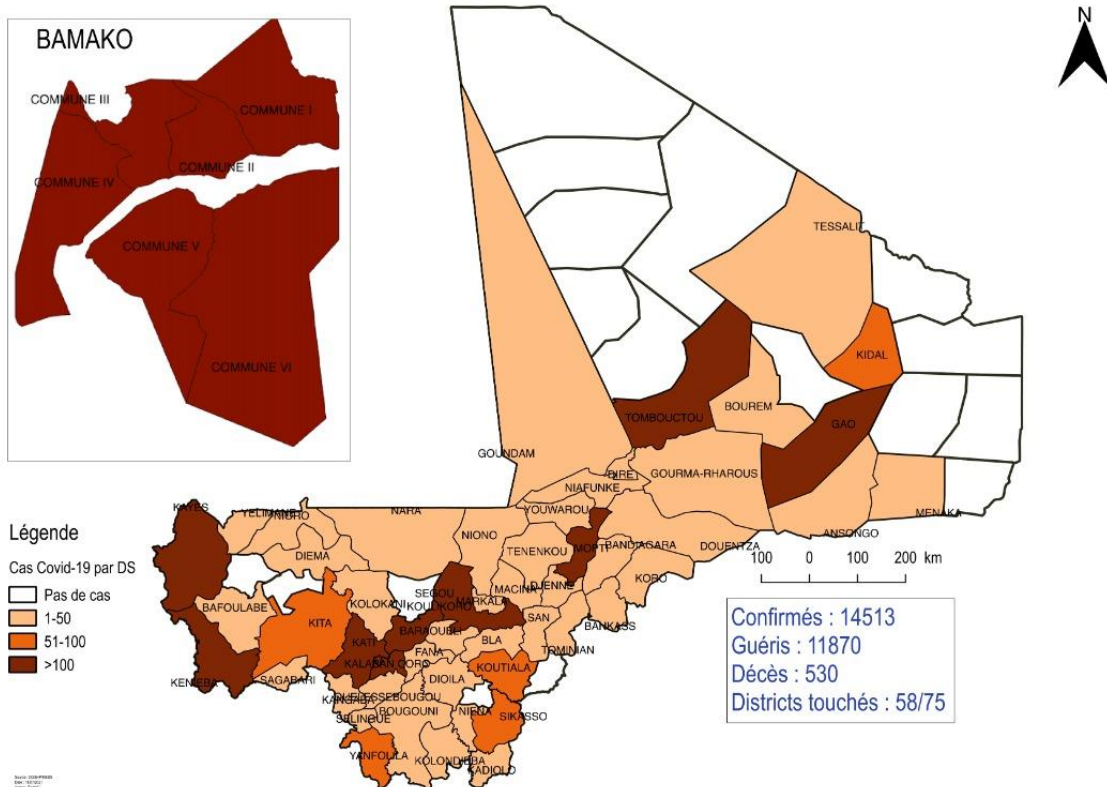 BAMAKO
COMMUNE III
COMMUNE I
COMMUNE II
COMMUNE IV
COMMUNE V
COMMUNE VI
N
TESSALIT
KIDAL
TOMBOUCTOU
BOUREM
GAO
GOUNDAM
DIRE
GOURMA-RHAROUS
NIAFUNKE
KAYES
YELIMANE
NIORO
NARA
YOUWAROU
ANSONGO
MENAKA
NIONO
DIEMA
TENENKOU
MOPTI
BANDIAGARA
DOUENTZA
KORO
BAFOULABE
KOLOKANI
SEGOU
KOULIKORO
MARKALA
MACINA
DJENNE
KITA
BARAOUELI
SAN
BANKASS
KATI
BLA
TOMINIAN
FANA
KENIEBA
SAGABARI
DIOILA
KOUTIALA
KANGABA
OUELESSEBOUGOU
BOUGOUNI
NIENA
SIKASSO
SELINGUE
YANFOLILA
KOLONDIEBA
KADIOLO
Légende
Cas Covid-19 par DS
Pas de cas
1-50
51-100
>100
100 0 100 200 km
Confirmés : 14513
Guéris : 11870
Décès : 530
Districts touchés : 58/75